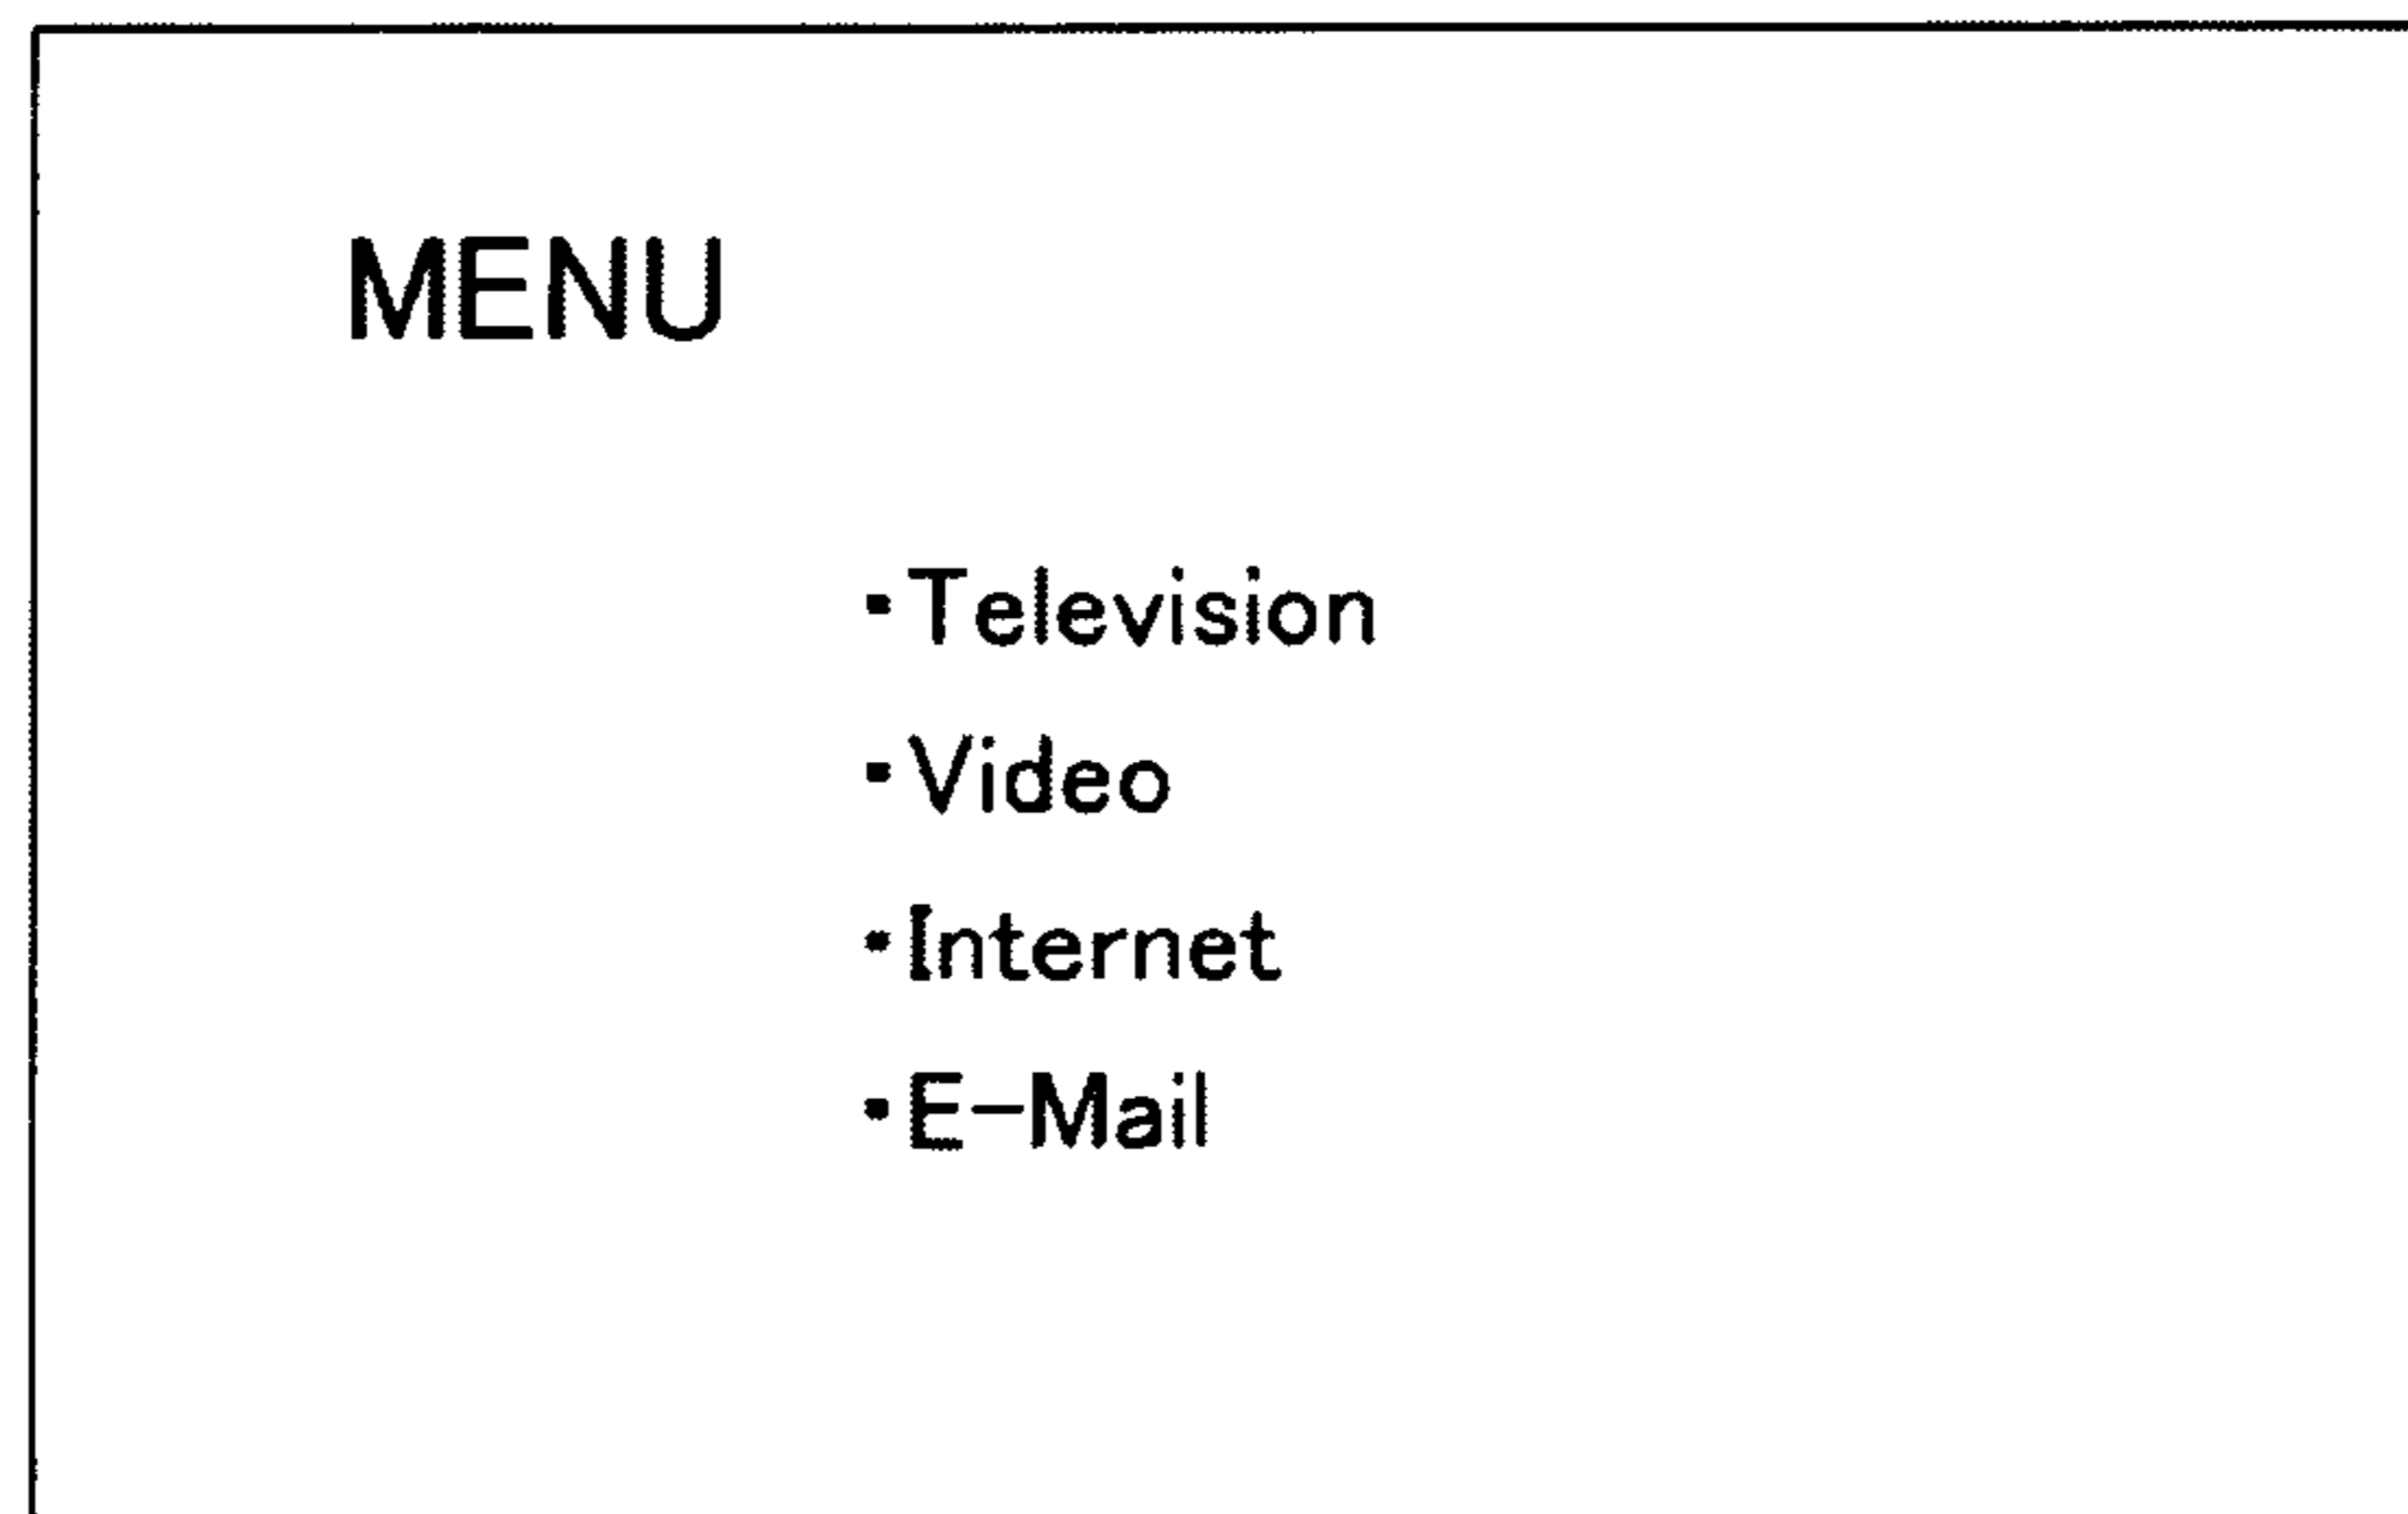 MENU
・Television
・Video
・Internet
・E-Mail